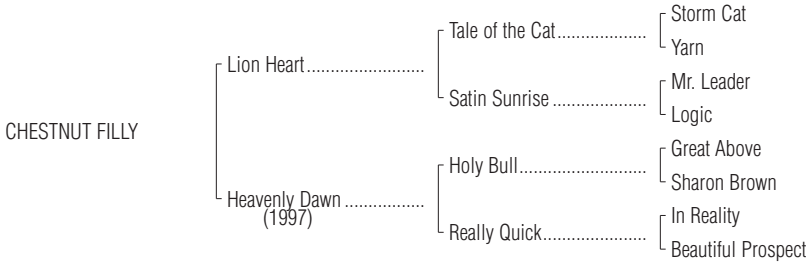 Storm Cat
Tale of the Cat....................
Yarn
Lion Heart..........................
Mr. Leader
Satin Sunrise .....................
Logic
CHESTNUT FILLY
Great Above
Holy Bull.............................
Sharon Brown
Heavenly Dawn .................
(1997)
In Reality
Really Quick.......................
Beautiful Prospect